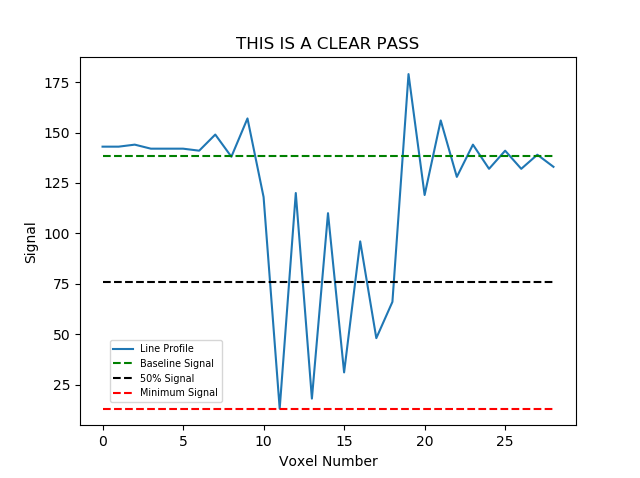 THIS IS A CLEAR PASS
175
150
125
100
75
50
25
Signal
Line Profile
Baseline Signal
50% Signal
Minimum Signal
0 5 10 15 20 25
Voxel Number